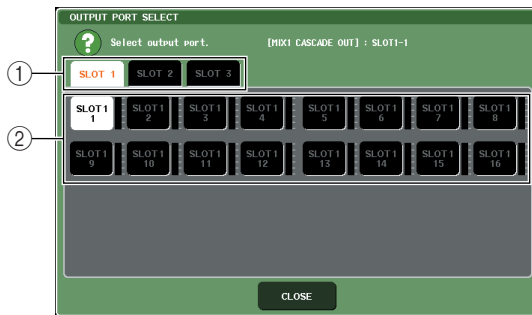 OUTPUT PORT SELECT
? Select output port. [MIX1 CASCADE OUT] : SLOT1-1
① SLOT 1 SLOT 2 SLOT 3
② SLOT1 1 SLOT1 2 SLOT1 3 SLOT1 4 SLOT1 5 SLOT1 6 SLOT1 7 SLOT1 8
SLOT1 9 SLOT1 10 SLOT1 11 SLOT1 12 SLOT1 13 SLOT1 14 SLOT1 15 SLOT1 16
CLOSE